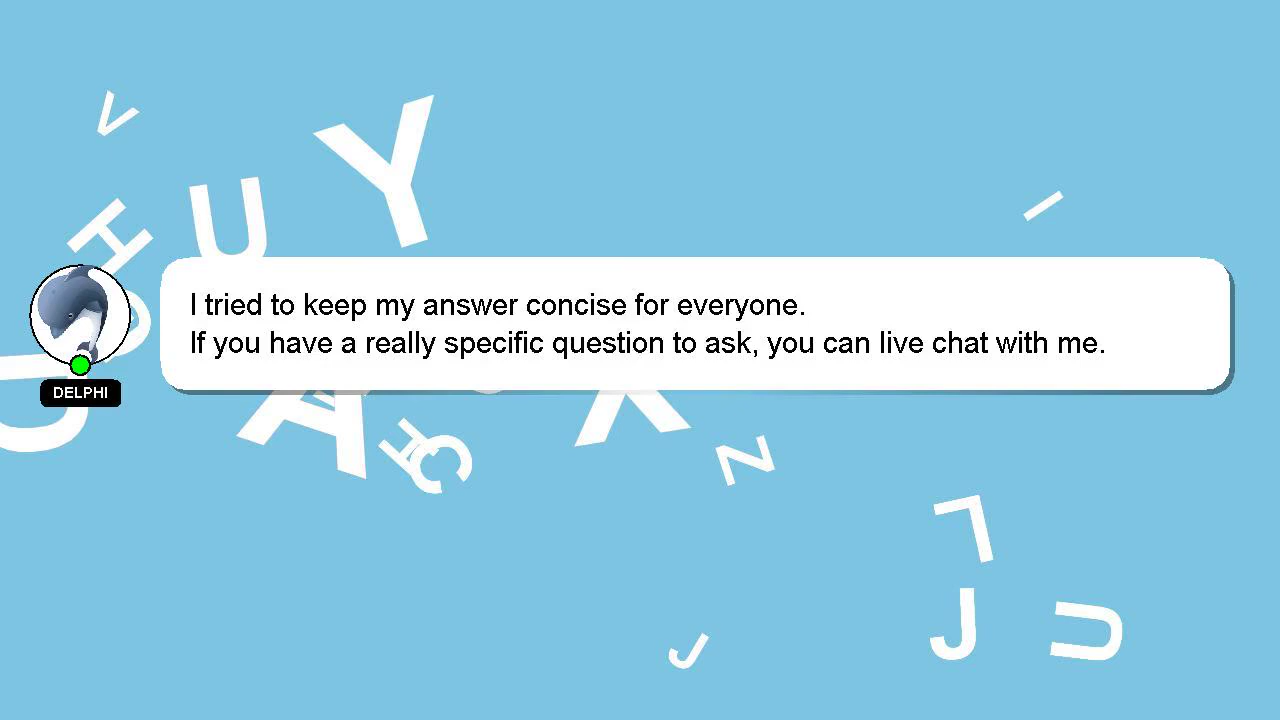 V
Y
U
H
I
I tried to keep my answer concise for everyone.
If you have a really specific question to ask, you can live chat with me.
DELPHI
A
X
H
C
N
L
J
U
J